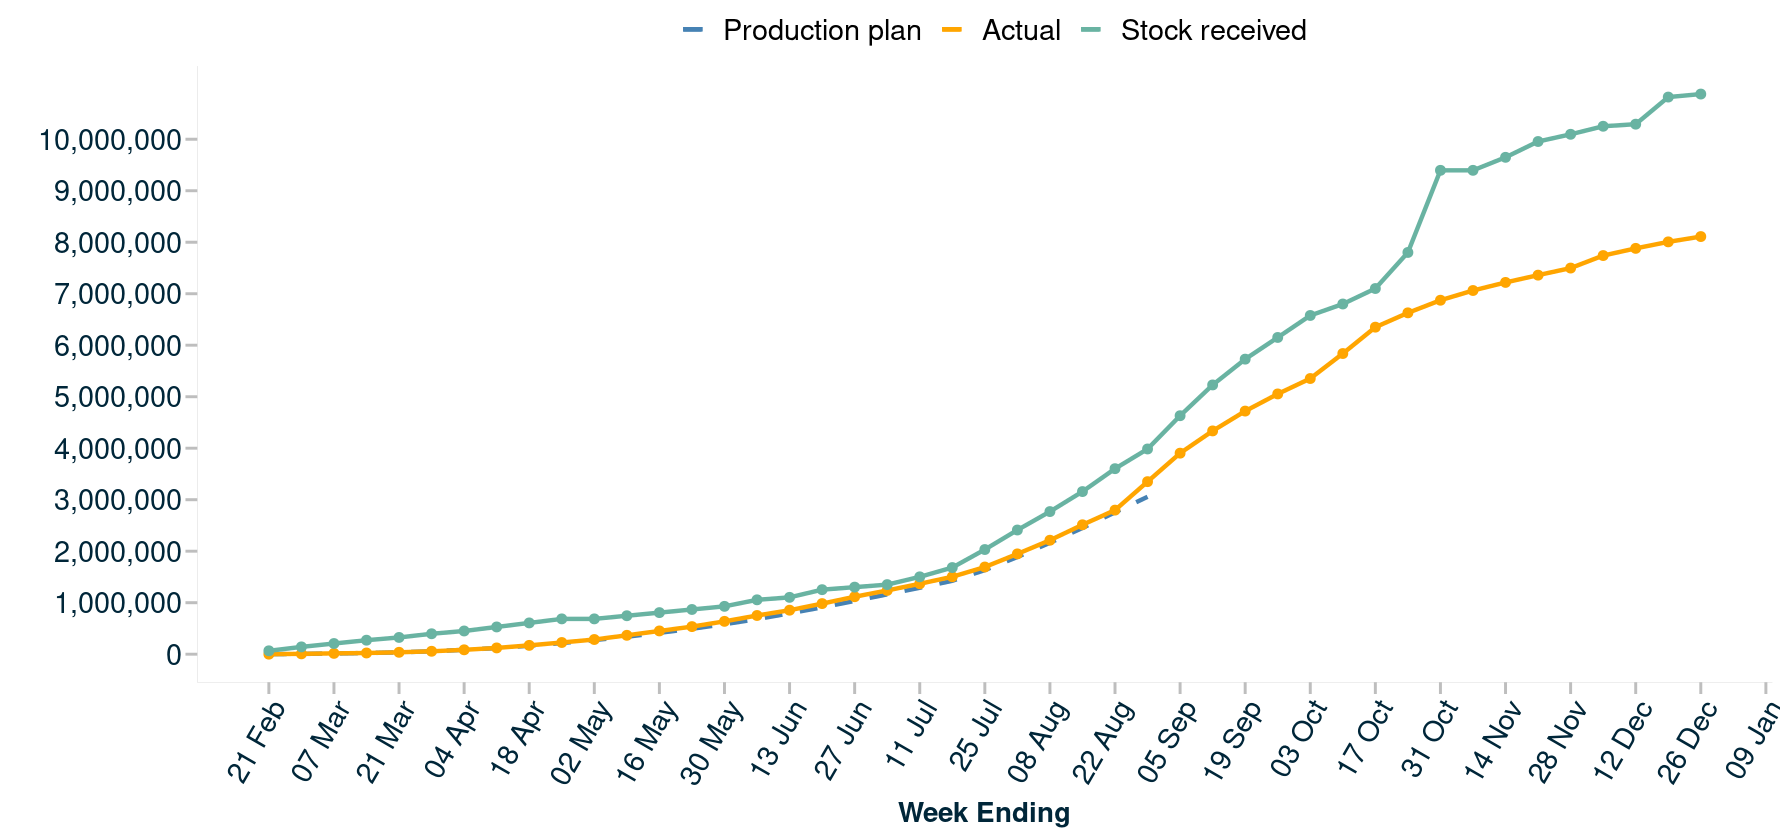 Production plan Actual Stock received
10,000,000
9,000,000
8,000,000
7,000,000
6,000,000
5,000,000
4,000,000
3,000,000
2,000,000
1,000,000
0
21 Feb
07 Mar
21 Mar
04 Apr
18 Apr
02 May
16 May
30 May
13 Jun
27 Jun
11 Jul
25 Jul
08 Aug
22 Aug
05 Sep
19 Sep
03 Oct
17 Oct
31 Oct
14 Nov
28 Nov
12 Dec
26 Dec
09 Jan
Week Ending